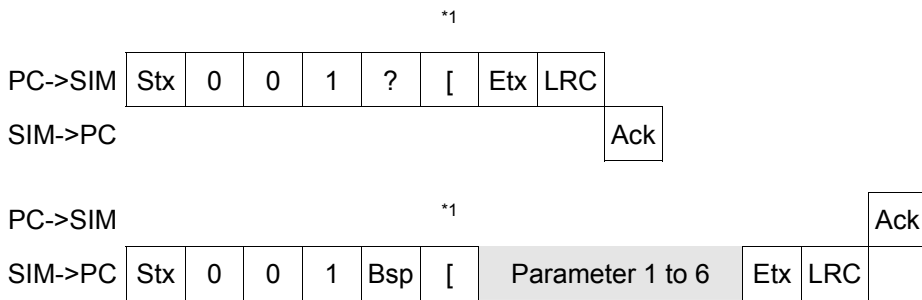 *1
PC->SIM Stx 0 0 1 ? [ Etx LRC
SIM->PC Ack
PC->SIM *1 Ack
SIM->PC Stx 0 0 1 Bsp [ Parameter 1 to 6 Etx LRC